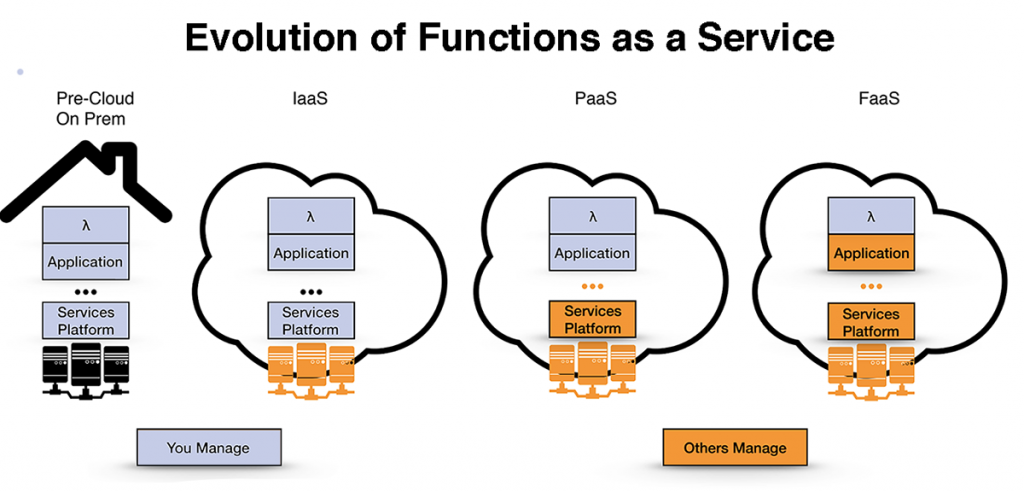 Evolution of Functions as a Service
Pre-Cloud
On Prem
IaaS
PaaS
FaaS
λ
Application
Services
Platform
λ
Application
Services
Platform
λ
Application
Services
Platform
λ
Application
Services
Platform
You Manage
Others Manage